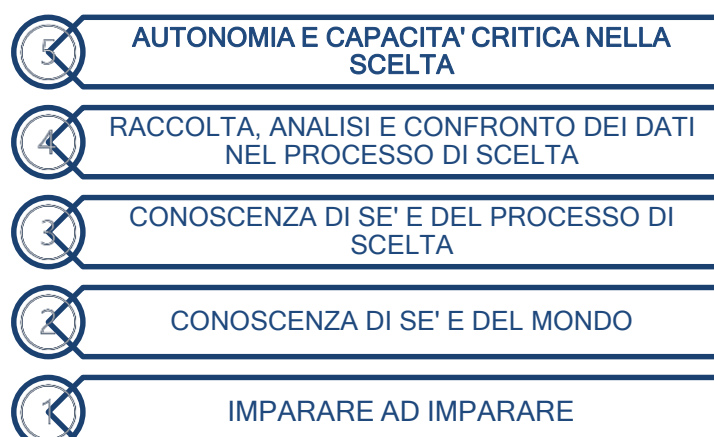 5
AUTONOMIA E CAPACITA' CRITICA NELLA
SCELTA
4
RACCOLTA, ANALISI E CONFRONTO DEI DATI
NEL PROCESSO DI SCELTA
3
CONOSCENZA DI SE' E DEL PROCESSO DI
SCELTA
2
CONOSCENZA DI SE' E DEL MONDO
1
IMPARARE AD IMPARARE